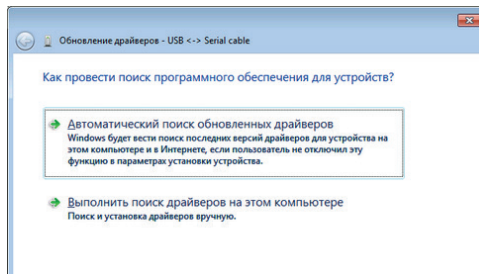 Обновление драйверов - USB <-> Serial cable
Как провести поиск программного обеспечения для устройств?
Автоматический поиск обновленных драйверов
Windows будет вести поиск последних версий драйверов для устройства на
этом компьютере и в Интернете, если пользователь не отключил эту
функцию в параметрах установки устройства.
Выполнить поиск драйверов на этом компьютере
Поиск и установка драйверов вручную.